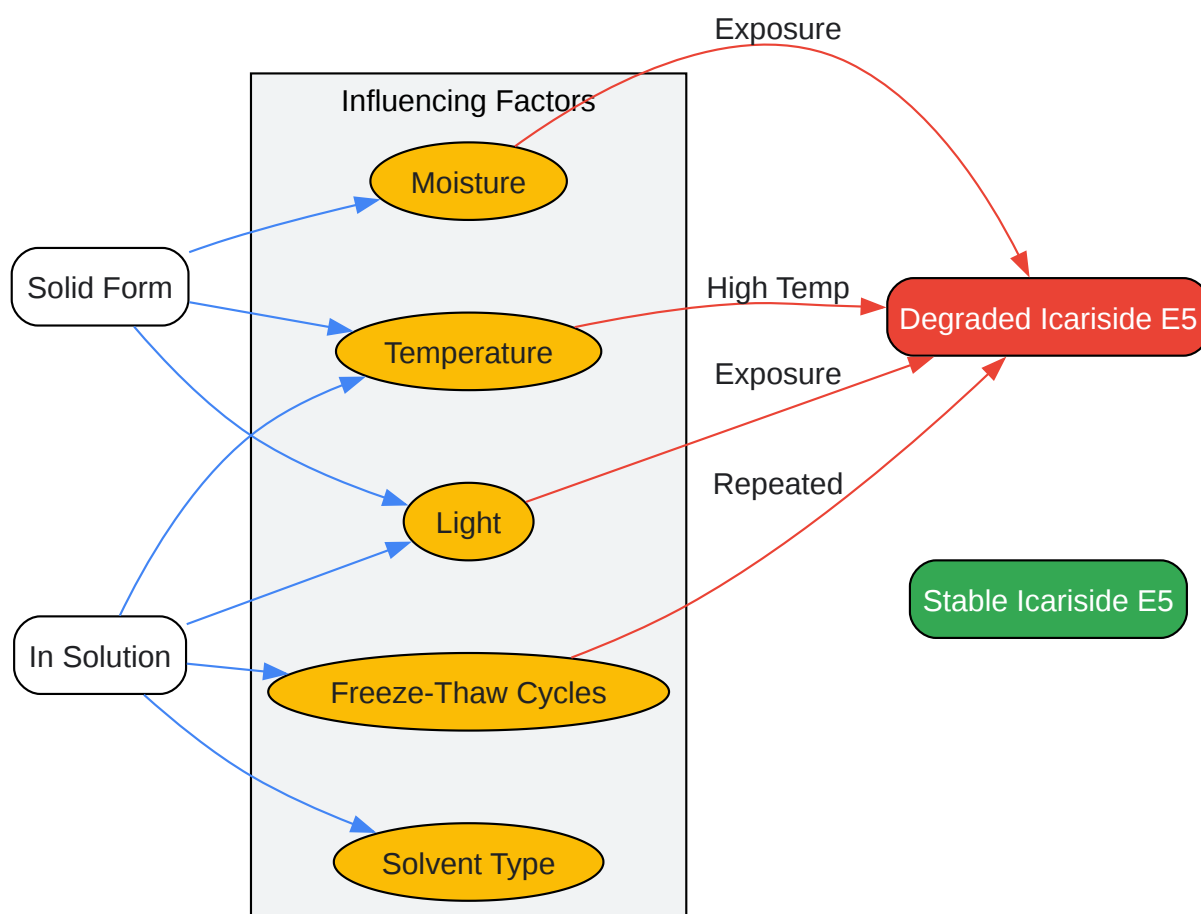 Exposure
Influencing Factors
Moisture
Solid Form
High Temp
Degraded Icariside E5
Temperature
Exposure
Repeated
Light
Stable Icariside E5
In Solution
Freeze-Thaw Cycles
Solvent Type